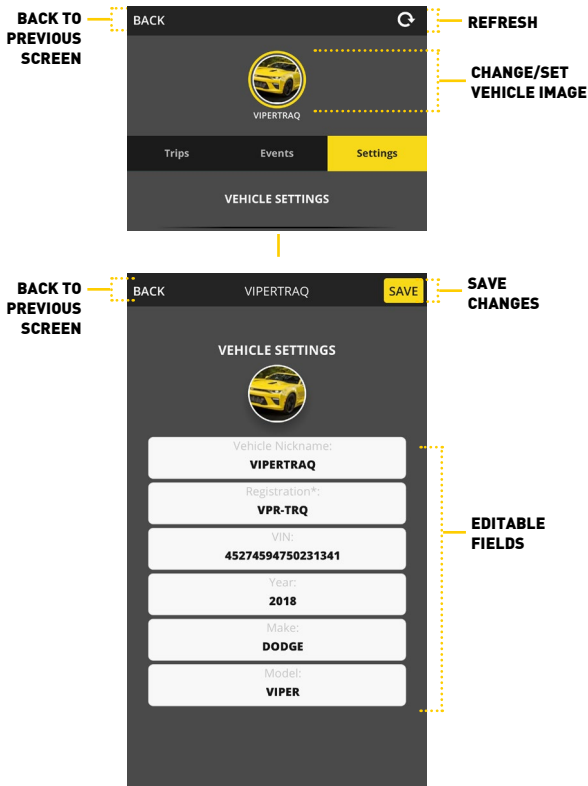 BACK TO
PREVIOUS
SCREEN
BACK
REFRESH
CHANGE/SET
VEHICLE IMAGE
VIPERTRAQ
Trips Events Settings
VEHICLE SETTINGS
BACK TO
PREVIOUS
SCREEN
BACK VIPERTRAQ SAVE
SAVE
CHANGES
VEHICLE SETTINGS
Vehicle Nickname:
VIPERTRAQ
Registration*:
VPR-TRQ
VIN:
45274594750231341
Year:
2018
Make:
DODGE
Model:
VIPER
EDITABLE
FIELDS